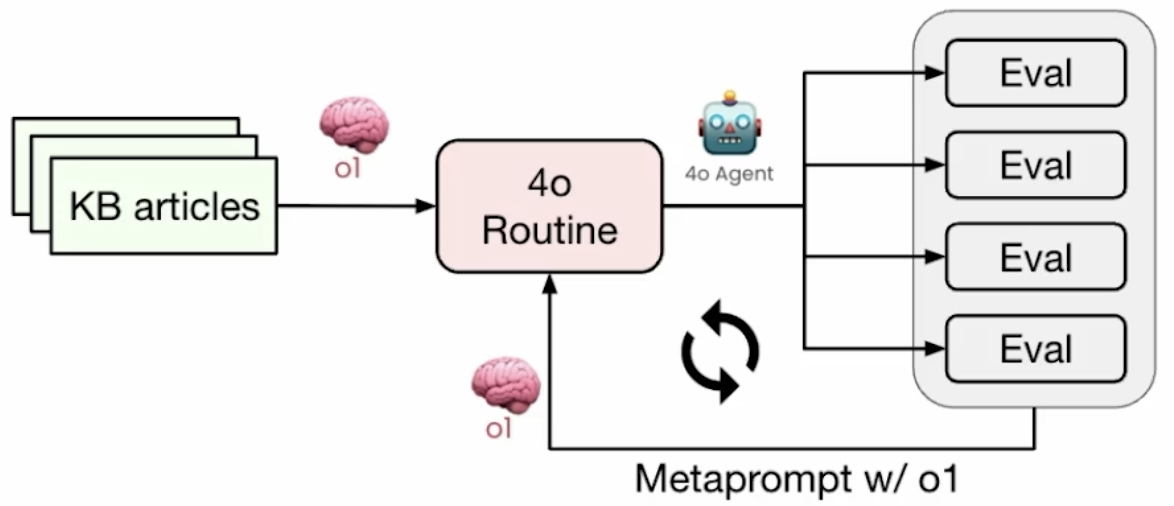 KB articles
o1
4o
Routine
4o Agent
Eval
Eval
Eval
Eval
o1
Metaprompt w/ o1